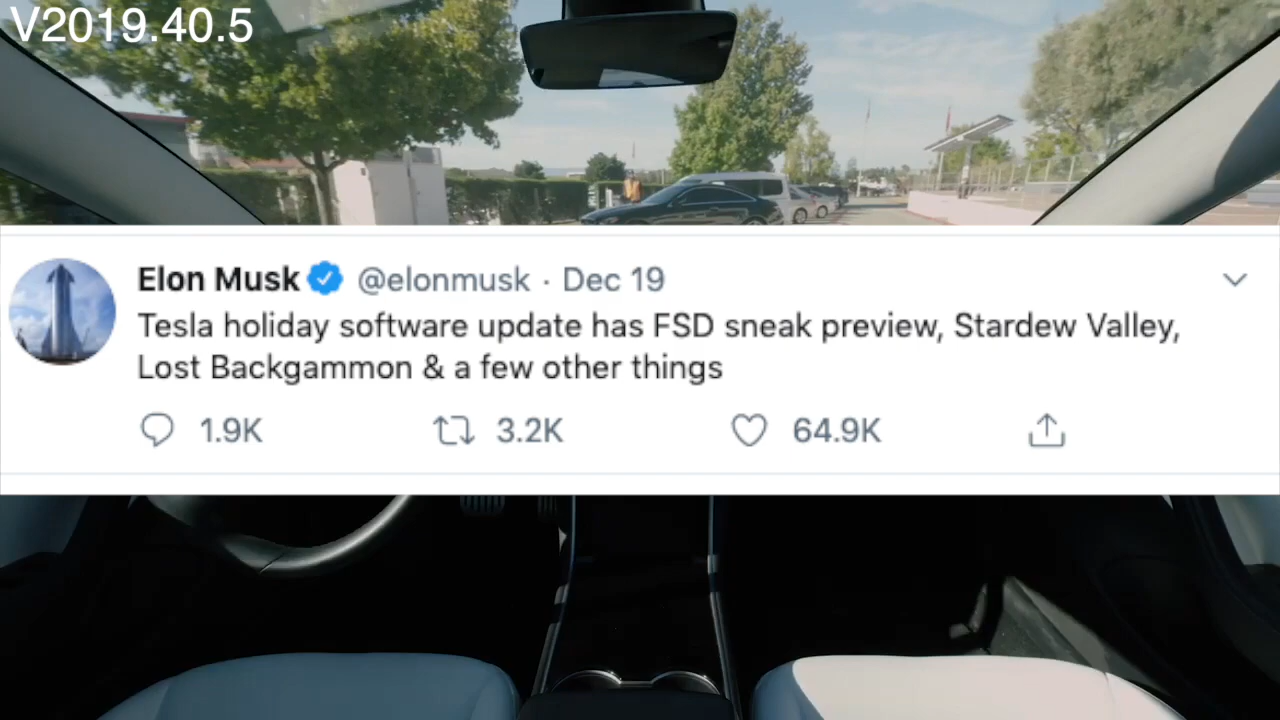 V2019.40.5
Elon Musk @elonmusk · Dec 19
Tesla holiday software update has FSD sneak preview, Stardew Valley,
Lost Backgammon & a few other things
1.9K 3.2K 64.9K